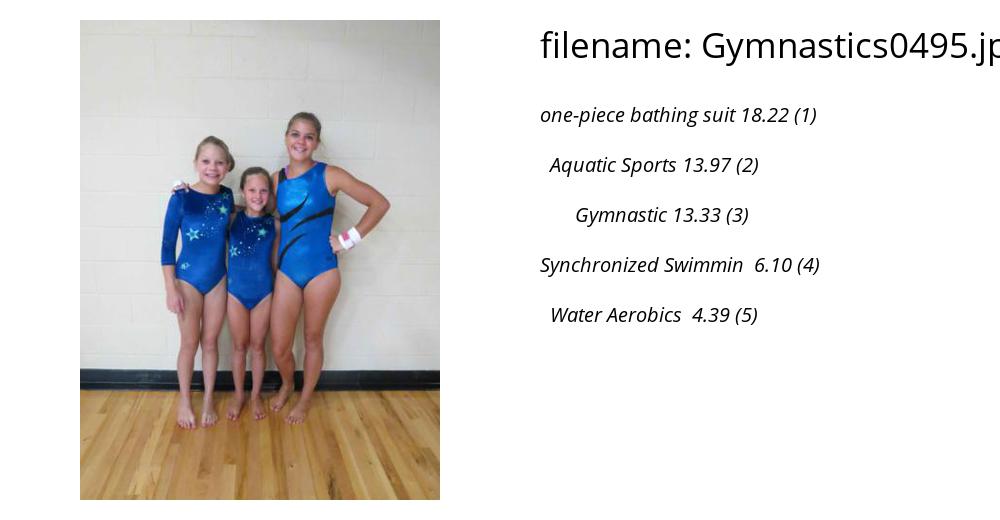 filename: Gymnastics0495.jp
one-piece bathing suit 18.22 (1)
Aquatic Sports 13.97 (2)
Gymnastic 13.33 (3)
Synchronized Swimmin 6.10 (4)
Water Aerobics 4.39 (5)